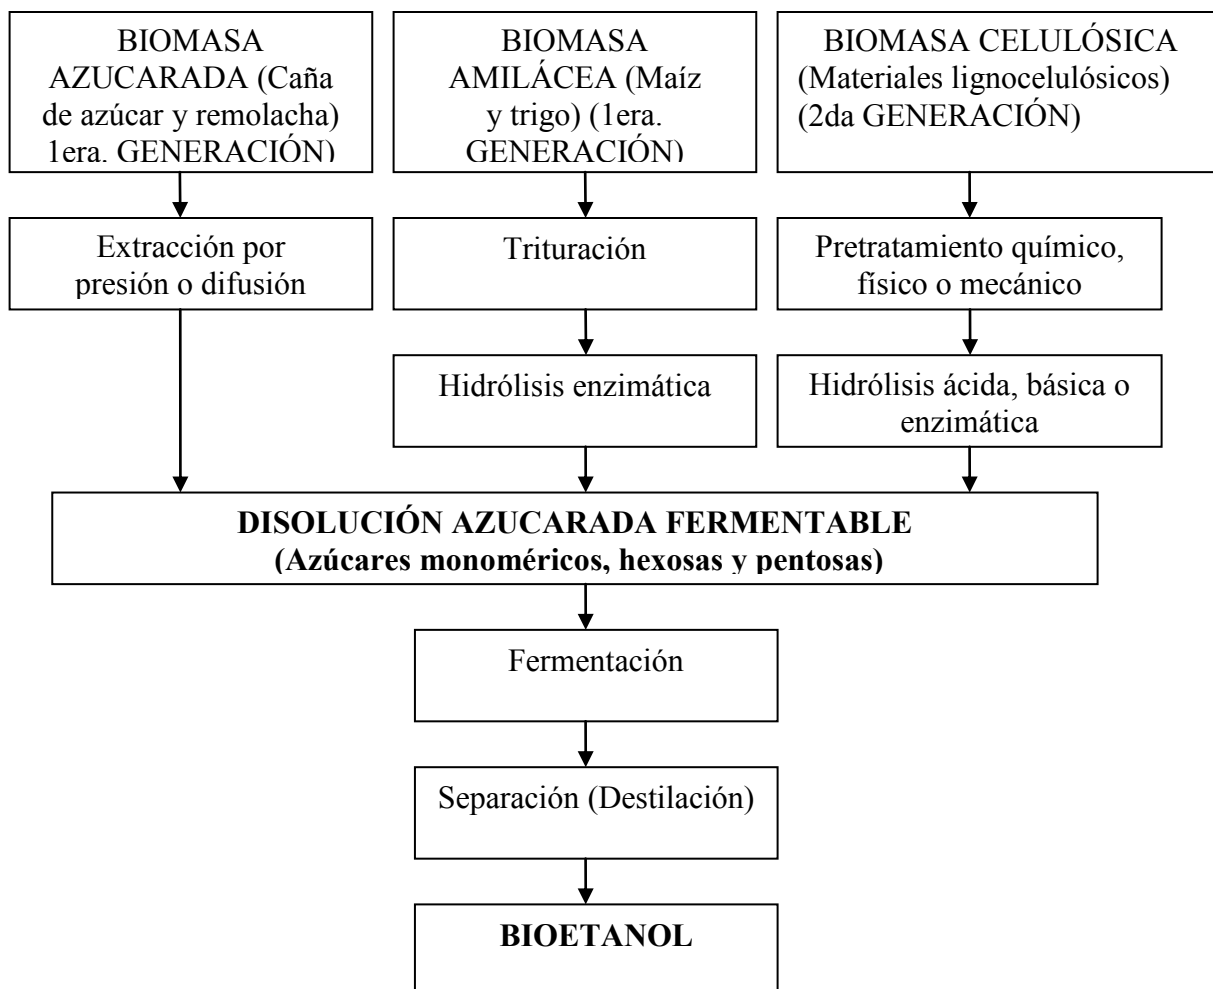 BIOMASA
AZUCARADA (Caña
de azúcar y remolacha)
1era. GENERACIÓN)
BIOMASA
AMILÁCEA (Maíz
y trigo) (1era.
GENERACIÓN)
BIOMASA CELULÓSICA
(Materiales lignocelulósicos)
(2da GENERACIÓN)
Extracción por
presión o difusión
Trituración
Pretratamiento químico,
físico o mecánico
Hidrólisis enzimática
Hidrólisis ácida, básica o
enzimática
DISOLUCIÓN AZUCARADA FERMENTABLE
(Azúcares monoméricos, hexosas y pentosas)
Fermentación
Separación (Destilación)
BIOETANOL